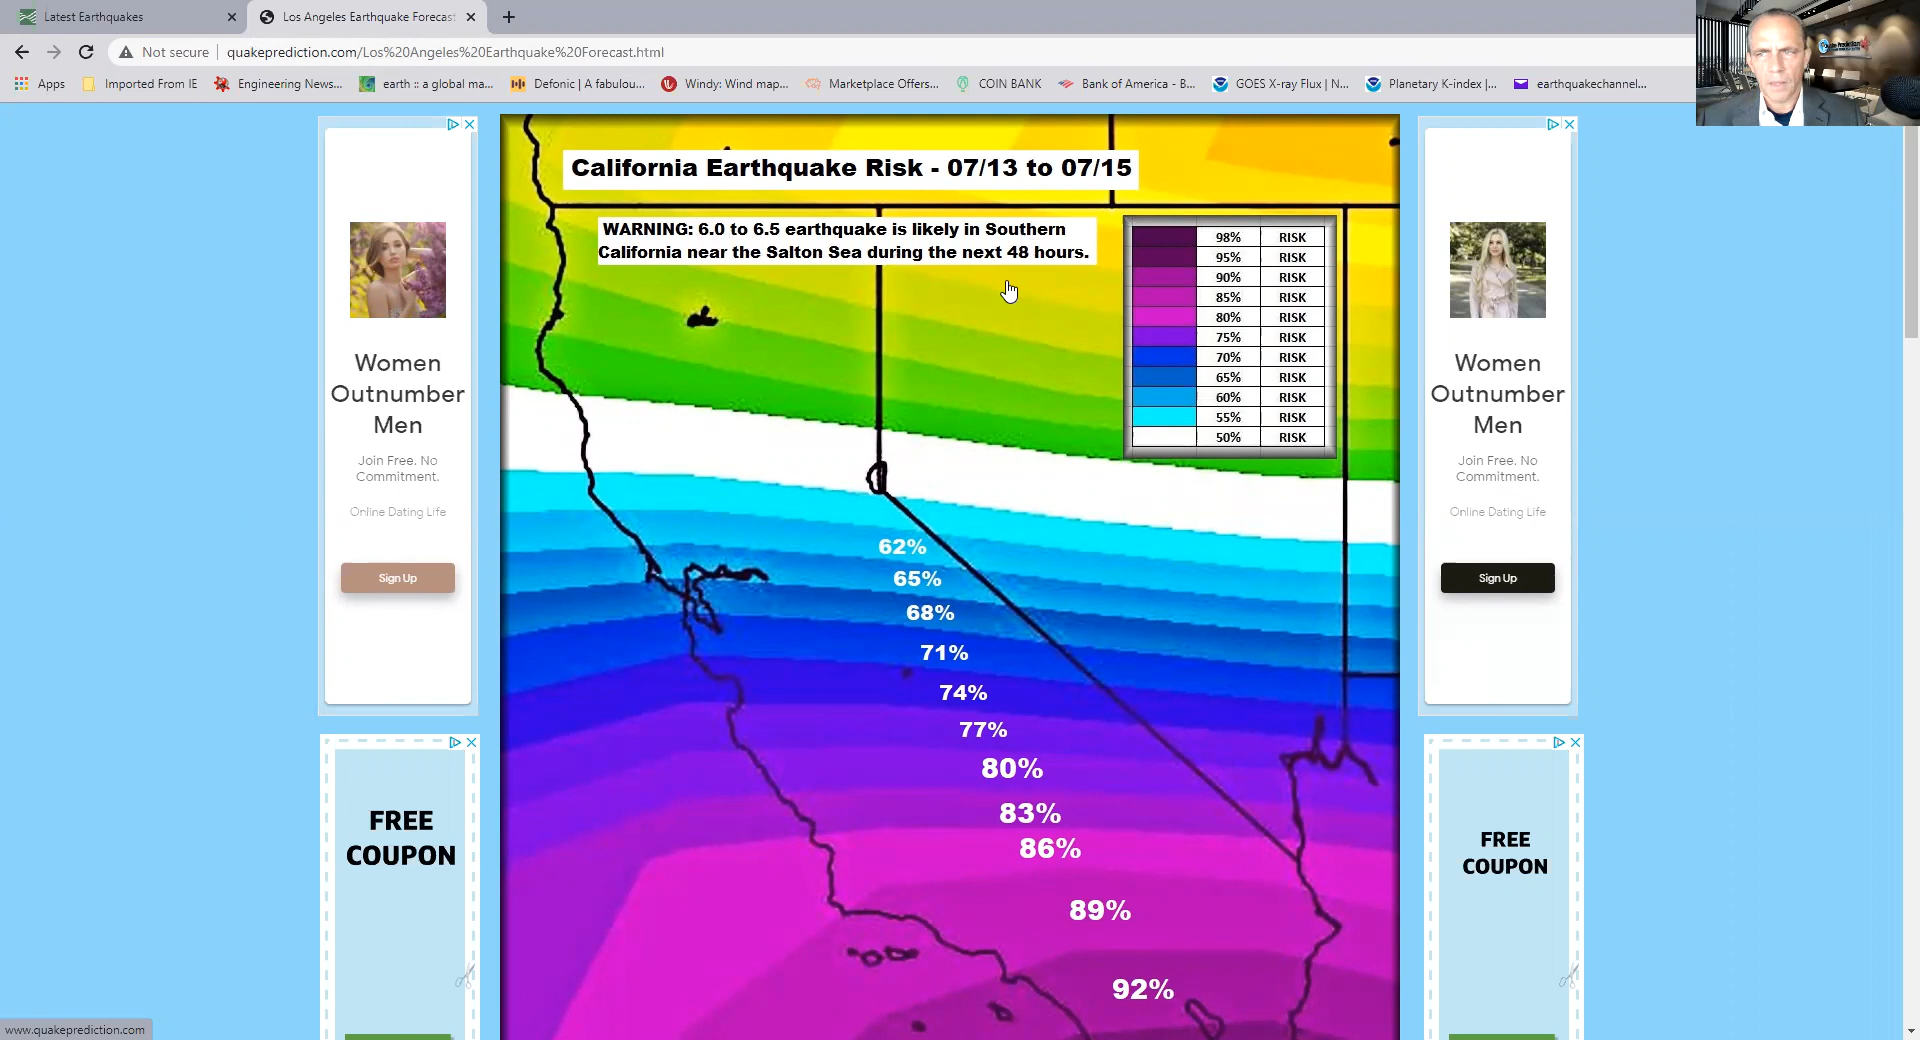 Latest Earthquakes
Los Angeles Earthquake Forecast
Not secure
quakeprediction.com/Los%20Angeles%20Earthquake%20Forecast.html
Apps
Imported From IE
Engineering News...
earth :: a global ma...
Defonic | A fabulou...
Windy: Wind map...
Marketplace Offers...
COIN BANK
Bank of America - B...
GOES X-ray Flux | N...
Planetary K-index |...
earthquakechannel...
Women
Outnumber
Men
Join Free. No
Commitment.
Online Dating Life
Sign Up
FREE
COUPON
California Earthquake Risk - 07/13 to 07/15
WARNING: 6.0 to 6.5 earthquake is likely in Southern
California near the Salton Sea during the next 48 hours.
98% RISK
95% RISK
90% RISK
85% RISK
80% RISK
75% RISK
70% RISK
65% RISK
60% RISK
55% RISK
50% RISK
62%
65%
68%
71%
74%
77%
80%
83%
86%
89%
92%
Women
Outnumber
Men
Join Free. No
Commitment.
Online Dating Life
Sign Up
FREE
COUPON
www.quakeprediction.com